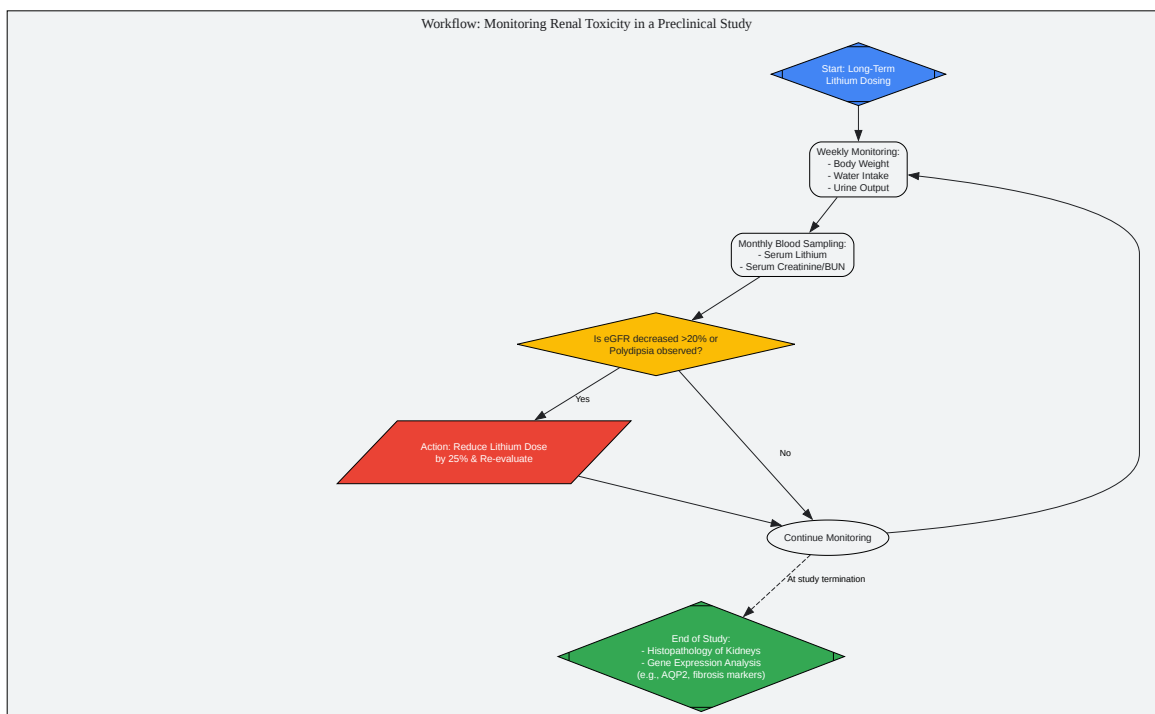 Workflow: Monitoring Renal Toxicity in a Preclinical Study
Start: Long-Term
Lithium Dosing
Weekly Monitoring:
- Body Weight
- Water Intake
- Urine Output
Monthly Blood Sampling:
- Serum Lithium
- Serum Creatinine/BUN
Is eGFR decreased >20% or
Polydipsia observed?
Yes
Action: Reduce Lithium Dose
by 25% & Re-evaluate
No
Continue Monitoring
At study termination
End of Study:
- Histopathology of Kidneys
- Gene Expression Analysis
(e.g., AQP2, fibrosis markers)